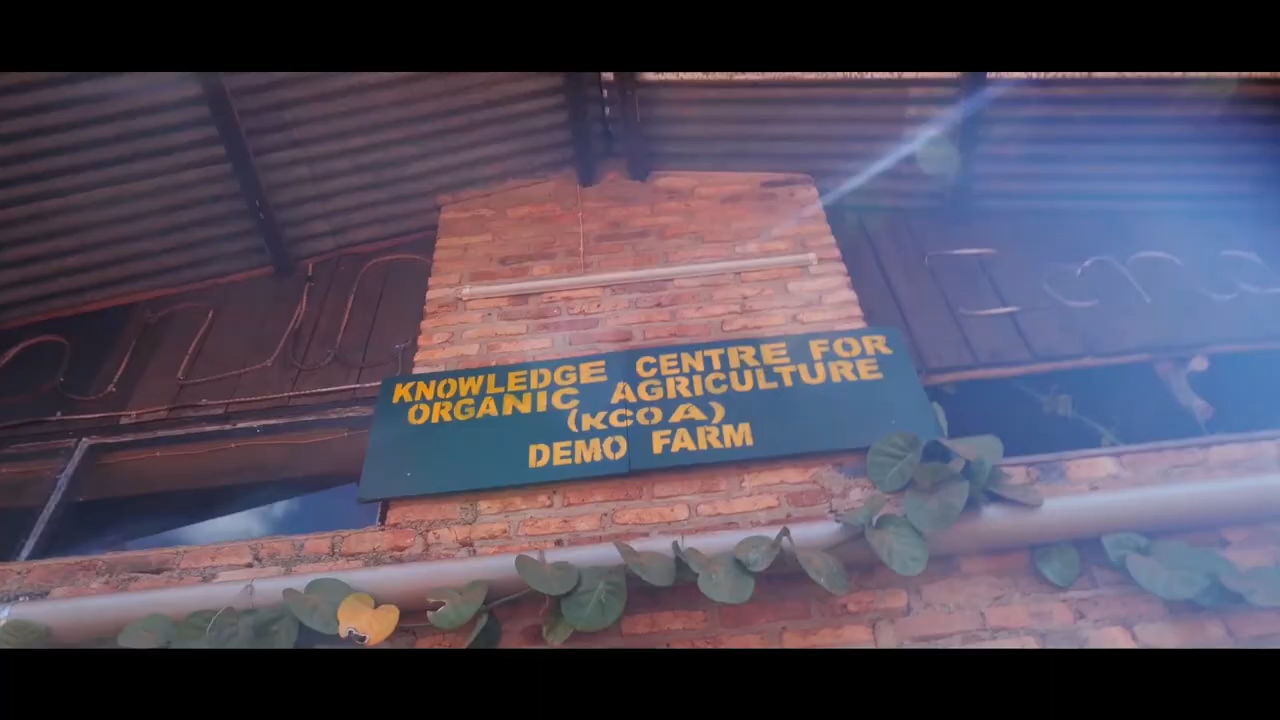 KNOWLEDGE CENTRE FOR
ORGANIC AGRICULTURE
(KCOA)
DEMO FARM